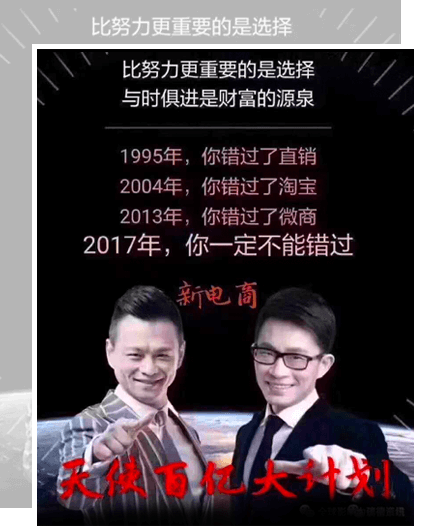 比努力更重要的是选择
比努力更重要的是选择
与时俱进是财富的源泉
1995年，你错过了直销
2004年，你错过了淘宝
2013年，你错过了微商
2017年，你一定不能错过
新电商
天使百亿大计划